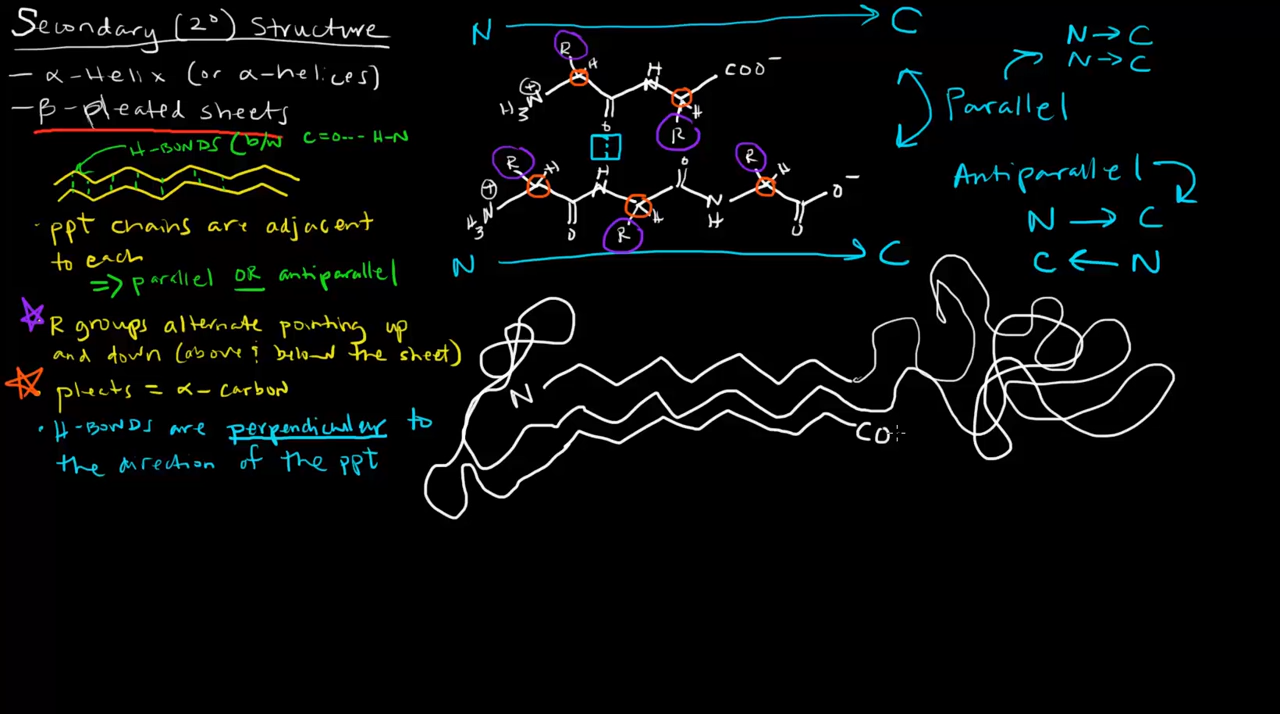 Secondary (2°) Structure
– α-Helix (or α-helices)
– β-pleated sheets
H-BONDS (b/w C=O--- H-N
· ppt chains are adjacent
to each
=> parallel OR antiparallel
R groups alternate pointing up
and down (above & below the sheet)
pleats = α-carbon
· H-BONDS are perpendicular to
the direction of the ppt
N → C
R
H
H
COO⁻
H₃N
+
O
H
N
R
R
H
H
N
O
R
H
+
H₃N
O
R
H
N
H
O⁻
O
N → C
N → C
N → C
Parallel
Antiparallel
N → C
C ← N
N
CO